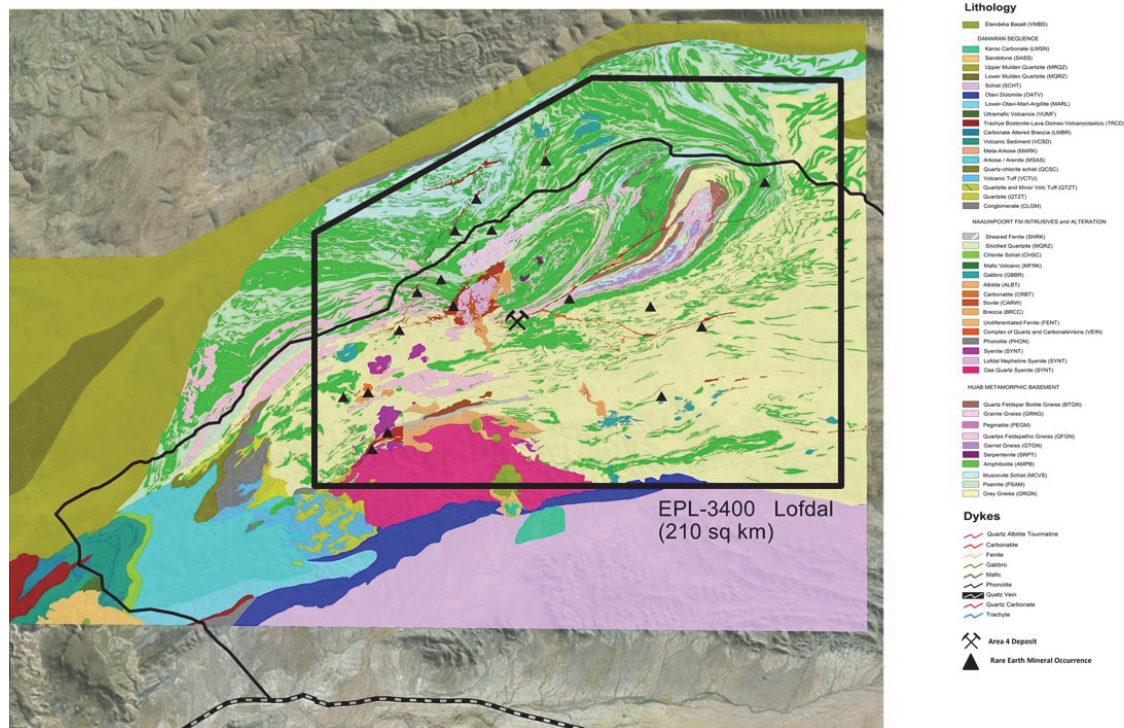 EPL-3400 Lofdal
(210 sq km)
Lithology
Etendeka Basalt (VMBS)
DAMARAN SEQUENCE
Karoo Carbonate (LMSN)
Sandstone (SASS)
Upper Mulden Quartzite (MRQZ)
Lower Mulden Quartzite (MQRZ)
Schist (SCHT)
Otavi Dolomite (OATV)
Lower-Otavi-Marl-Argillite (MARL)
Ultramafic Volcanics (VUMF)
Trachye Bostonite-Lava-Domes-Volcanoclastics (TRCD)
Carbonate Altered Breccia (LMBR)
Volcanic Sediment (VCSD)
Meta-Arkose (MARK)
Arkose / Arenite (MSAS)
Quartz-chlorite schist (QCSC)
Volcanic Tuff (VCTU)
Quartzite and Minor Volc Tuff (QTZT)
Quartzite (QTZT)
Conglomerate (CLGM)
NAAUWPOORT FM.INTRUSIVES and ALTERATION
Sheared Fenite (SHRK)
Silicified Quartzite (MQRZ)
Chlorite Schist (CHSC)
Mafic Volcanic (MFRK)
Gabbro (GBBR)
Albitite (ALBT)
Carbonatite (CRBT)
Sovite (CARW)
Breccia (BRCC)
Undifferentiated Fenite (FENT)
Complex of Quartz and CarbonateVeins (VEIN)
Phonolite (PHON)
Syenite (SYNT)
Lofdal Nepheline Syenite (SYNT)
Oas Quartz Syenite (SYNT)
HUAB METAMORPHIC BASEMENT
Quartz Feldspar Biotite Gneiss (BTGN)
Granite Gneiss (GRNG)
Pegmatite (PEGM)
Quartzo Feldspathic Gneiss (QFGN)
Garnet Gneiss (GTGN)
Serpentenite (SRPT)
Amphibolite (AMPB)
Muscovite Schist (MCVS)
Psamite (PSAM)
Grey Gneiss (GRGN)
Dykes
Quartz Albitite Tourmaline
Carbonatite
Fenite
Gabbro
Mafic
Phonolite
Quatz Vein
Quartz Carbonate
Trachyte
Area 4 Deposit
Rare Earth Mineral Occurrence